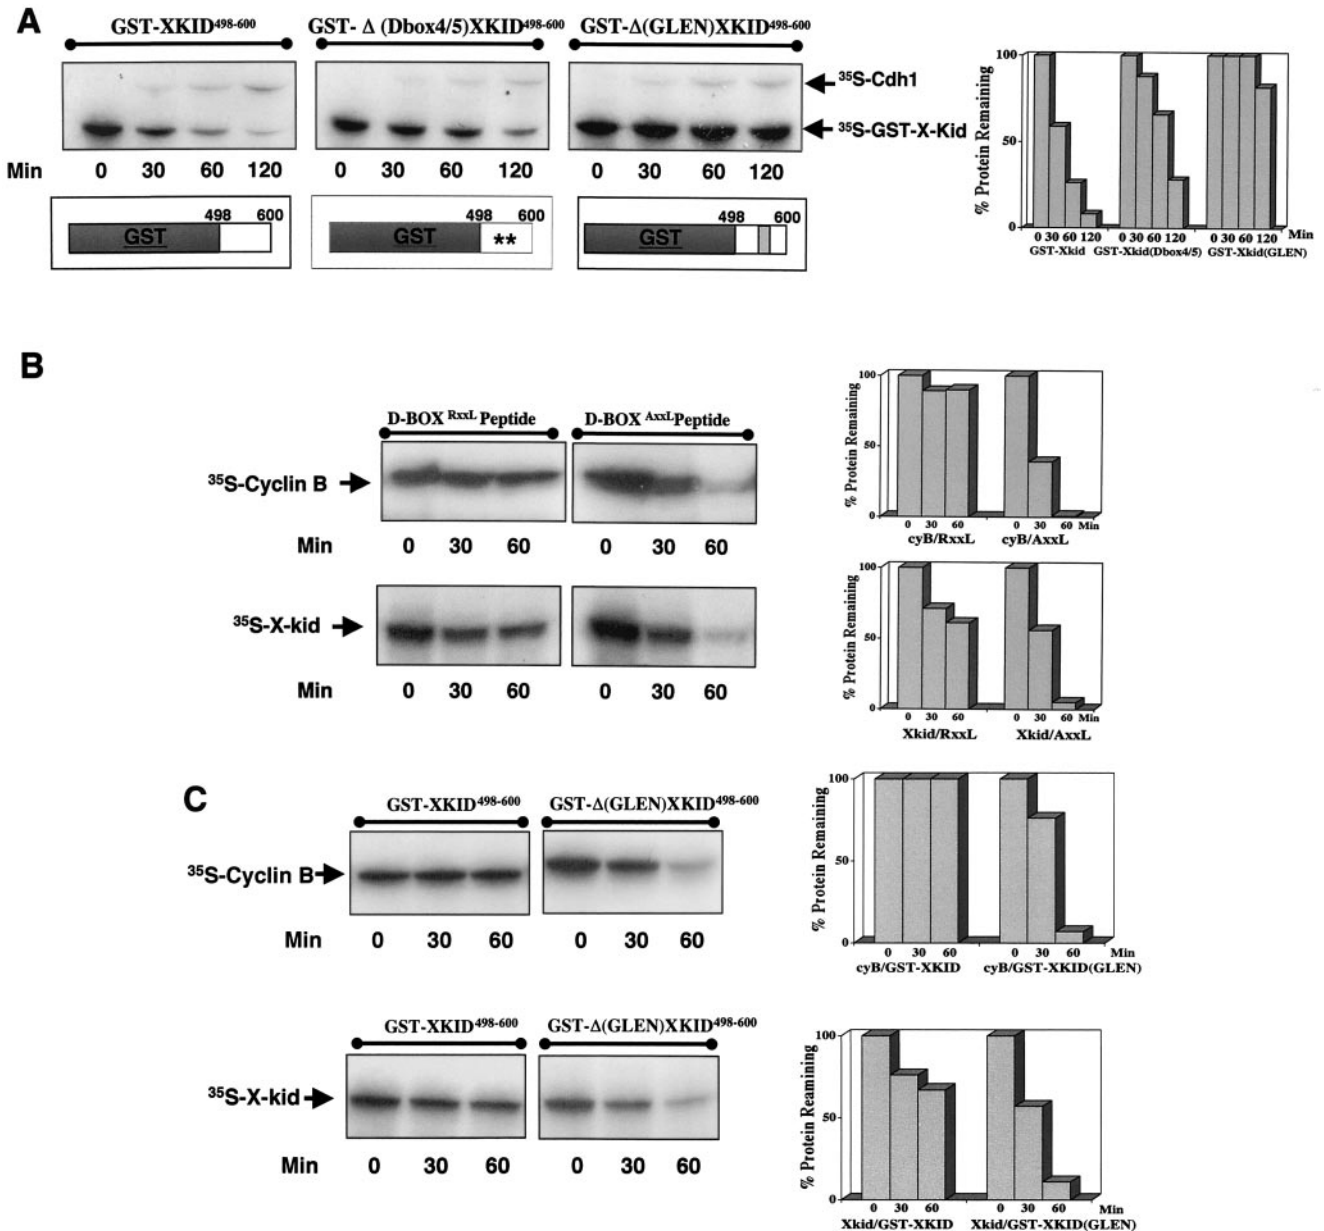 A
GST-XKID498-600
GST- Δ (Dbox4/5)XKID498-600
GST-Δ(GLEN)XKID498-600
35S-Cdh1
35S-GST-X-Kid
Min 0 30 60 120 0 30 60 120 0 30 60 120
498 600
GST
498 600
GST **
498 600
GST
% Protein Remaining
100
50
0
0 30 60 120 0 30 60 120 0 30 60 120 Min
GST-Xkid GST-Xkid(Dbox4/5) GST-Xkid(GLEN)
B
D-BOX RxxL Peptide
D-BOX AxxL Peptide
35S-Cyclin B
Min 0 30 60 0 30 60
% Protein Remaining
100
50
0
0 30 60 0 30 60 Min
cyB/RxxL cyB/AxxL
35S-X-kid
Min 0 30 60 0 30 60
% Protein Remaining
100
50
0
0 30 60 0 30 60 Min
Xkid/RxxL Xkid/AxxL
C
GST-XKID498-600
GST-Δ(GLEN)XKID498-600
35S-Cyclin B
Min 0 30 60 0 30 60
% Protein Remaining
100
50
0
0 30 60 0 30 60 Min
cyB/GST-XKID cyB/GST-XKID(GLEN)
GST-XKID498-600
GST-Δ(GLEN)XKID498-600
35S-X-kid
Min 0 30 60 0 30 60
% Protein Reamining
100
50
0
0 30 60 0 30 60 Min
Xkid/GST-XKID Xkid/GST-XKID(GLEN)